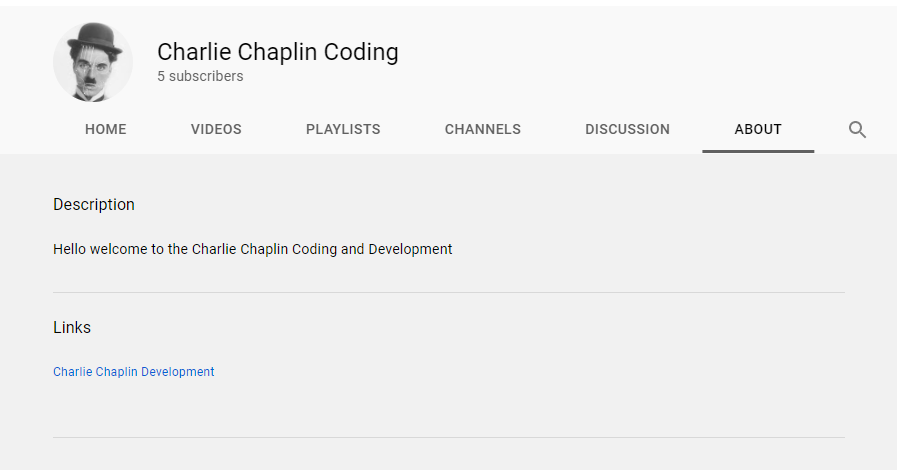 Charlie Chaplin Coding
5 subscribers
HOME VIDEOS PLAYLISTS CHANNELS DISCUSSION ABOUT
Description
Hello welcome to the Charlie Chaplin Coding and Development
Links
Charlie Chaplin Development